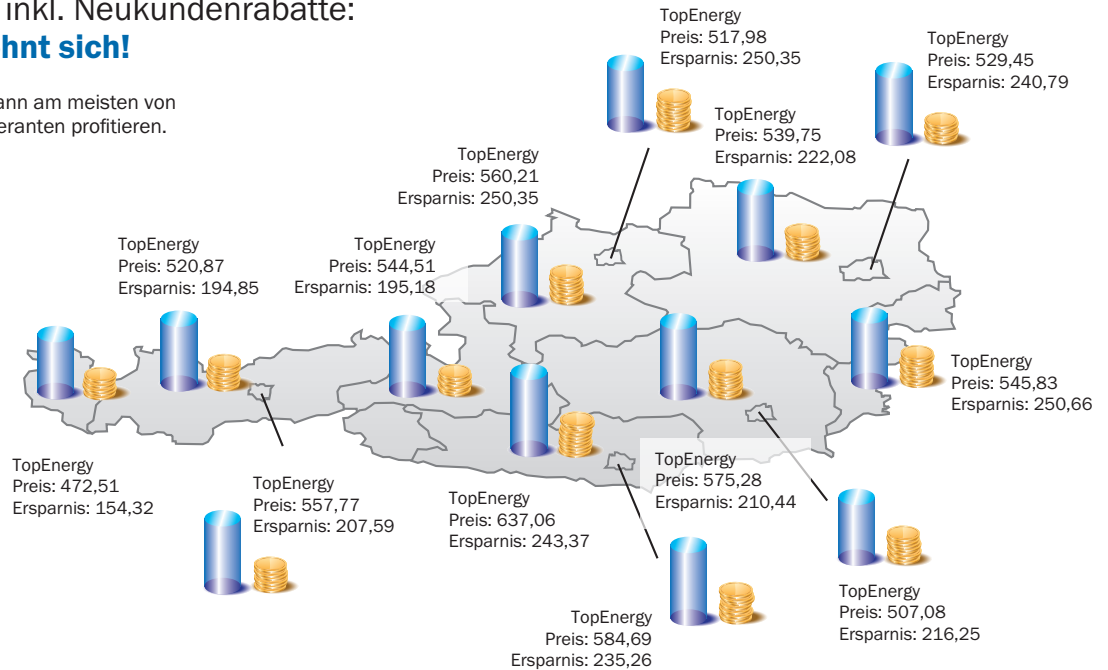 inkl. Neukundenrabatte:
hnt sich!
ann am meisten von
eranten profitieren.
TopEnergy
Preis: 517,98
Ersparnis: 250,35
TopEnergy
Preis: 529,45
Ersparnis: 240,79
TopEnergy
Preis: 539,75
Ersparnis: 222,08
TopEnergy
Preis: 560,21
Ersparnis: 250,35
TopEnergy
Preis: 520,87
Ersparnis: 194,85
TopEnergy
Preis: 544,51
Ersparnis: 195,18
TopEnergy
Preis: 545,83
Ersparnis: 250,66
TopEnergy
Preis: 472,51
Ersparnis: 154,32
TopEnergy
Preis: 557,77
Ersparnis: 207,59
TopEnergy
Preis: 637,06
Ersparnis: 243,37
TopEnergy
Preis: 575,28
Ersparnis: 210,44
TopEnergy
Preis: 584,69
Ersparnis: 235,26
TopEnergy
Preis: 507,08
Ersparnis: 216,25